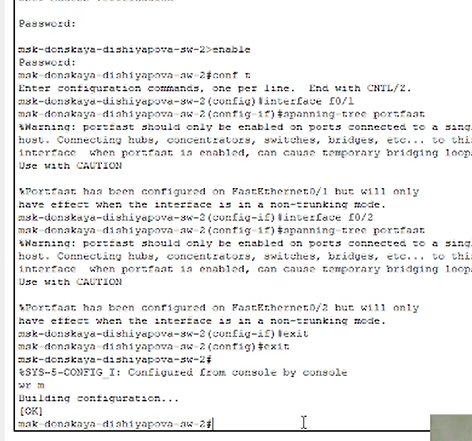 Password:
msk-donskaya-dishiyapova-sw-2>enable
Password:
msk-donskaya-dishiyapova-sw-2#conf t
Enter configuration commands, one per line.  End with CNTL/Z.
msk-donskaya-dishiyapova-sw-2(config)#interface f0/1
msk-donskaya-dishiyapova-sw-2(config-if)#spanning-tree portfast
%Warning: portfast should only be enabled on ports connected to a sing
host. Connecting hubs, concentrators, switches, bridges, etc... to thi
interface  when portfast is enabled, can cause temporary bridging loop
Use with CAUTION
%Portfast has been configured on FastEthernet0/1 but will only
have effect when the interface is in a non-trunking mode.
msk-donskaya-dishiyapova-sw-2(config-if)#interface f0/2
msk-donskaya-dishiyapova-sw-2(config-if)#spanning-tree portfast
%Warning: portfast should only be enabled on ports connected to a sing
host. Connecting hubs, concentrators, switches, bridges, etc... to thi
interface  when portfast is enabled, can cause temporary bridging loop
Use with CAUTION
%Portfast has been configured on FastEthernet0/2 but will only
have effect when the interface is in a non-trunking mode.
msk-donskaya-dishiyapova-sw-2(config-if)#exit
msk-donskaya-dishiyapova-sw-2(config)#exit
msk-donskaya-dishiyapova-sw-2#
%SYS-5-CONFIG_I: Configured from console by console
wr m
Building configuration...
[OK]
msk-donskaya-dishiyapova-sw-2#